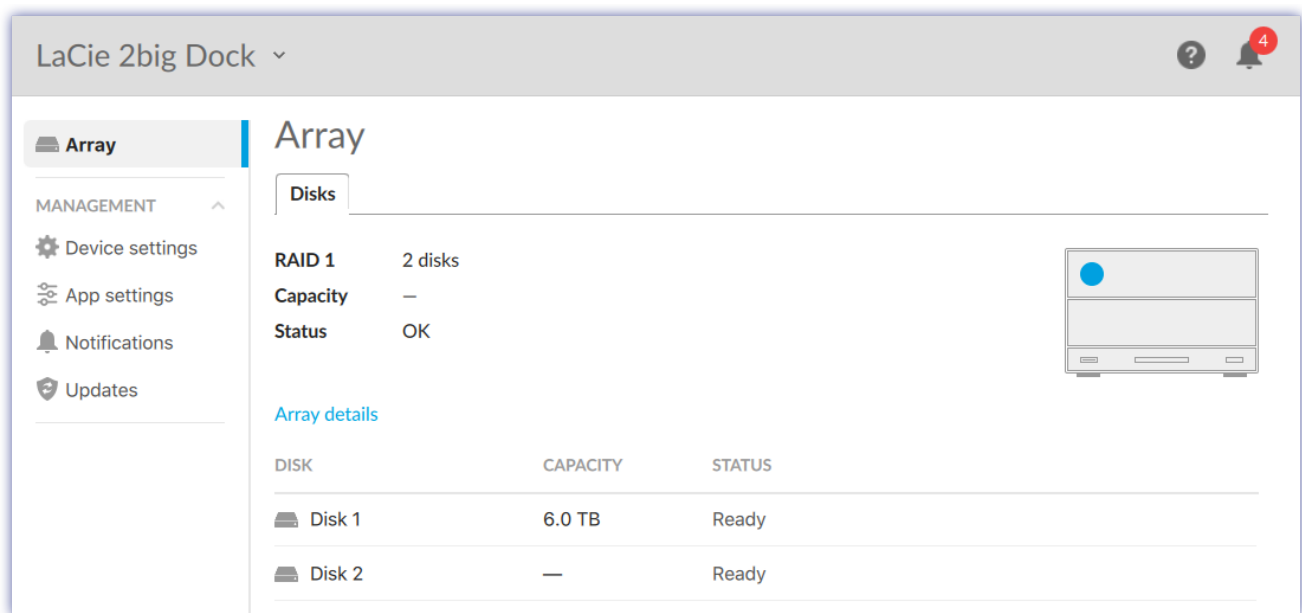 LaCie 2big Dock
4
Array
MANAGEMENT
Device settings
App settings
Notifications
Updates
Array
Disks
RAID 1 2 disks
Capacity —
Status OK
Array details
DISK CAPACITY STATUS
Disk 1 6.0 TB Ready
Disk 2 — Ready